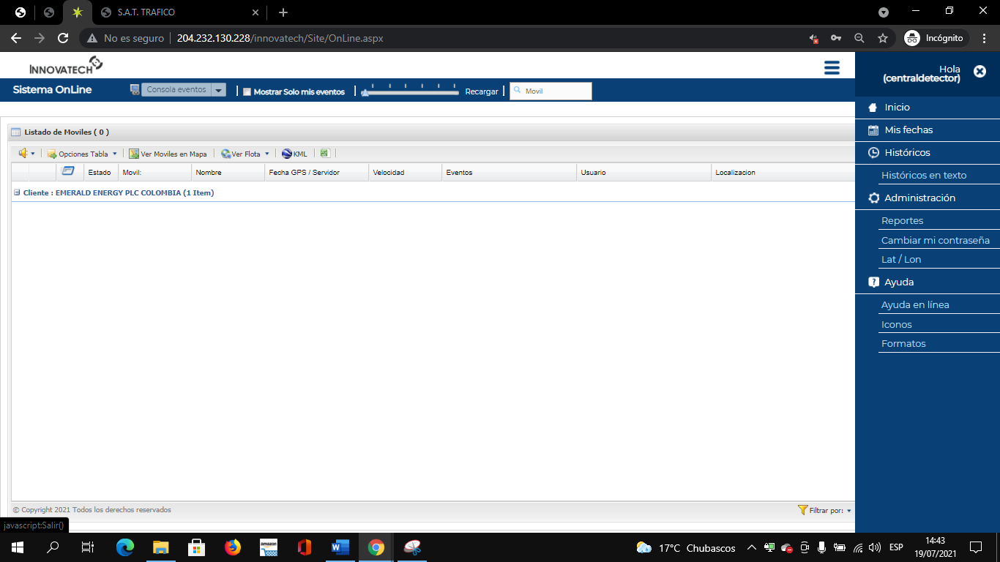 S.A.T. TRAFICO
No es seguro 204.232.130.228/innovatech/Site/OnLine.aspx
Incógnito
INNOVATECH
Hola
(centraldetector)
Sistema OnLine
Consola eventos
Mostrar Solo mis eventos
Recargar
Movil
Inicio
Mis fechas
Históricos
Históricos en texto
Administración
Reportes
Cambiar mi contraseña
Lat / Lon
Ayuda
Ayuda en línea
Iconos
Formatos
Listado de Moviles ( 0 )
Opciones Tabla
Ver Moviles en Mapa
Ver Flota
KML
Estado Movil: Nombre Fecha GPS / Servidor Velocidad Eventos Usuario Localizacion
Cliente : EMERALD ENERGY PLC COLOMBIA (1 Item)
© Copyright 2021 Todos los derechos reservados
Filtrar por:
javascript:Salir()
amazon
17°C Chubascos
ESP
14:43
19/07/2021